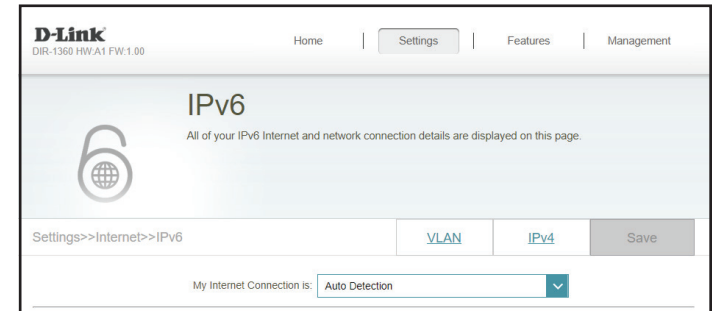 D-Link
DIR-1360 HW:A1 FW:1.00
Home | Settings | Features | Management
IPv6
All of your IPv6 Internet and network connection details are displayed on this page.
Settings>>Internet>>IPv6
VLAN
IPv4
Save
My Internet Connection is: Auto Detection